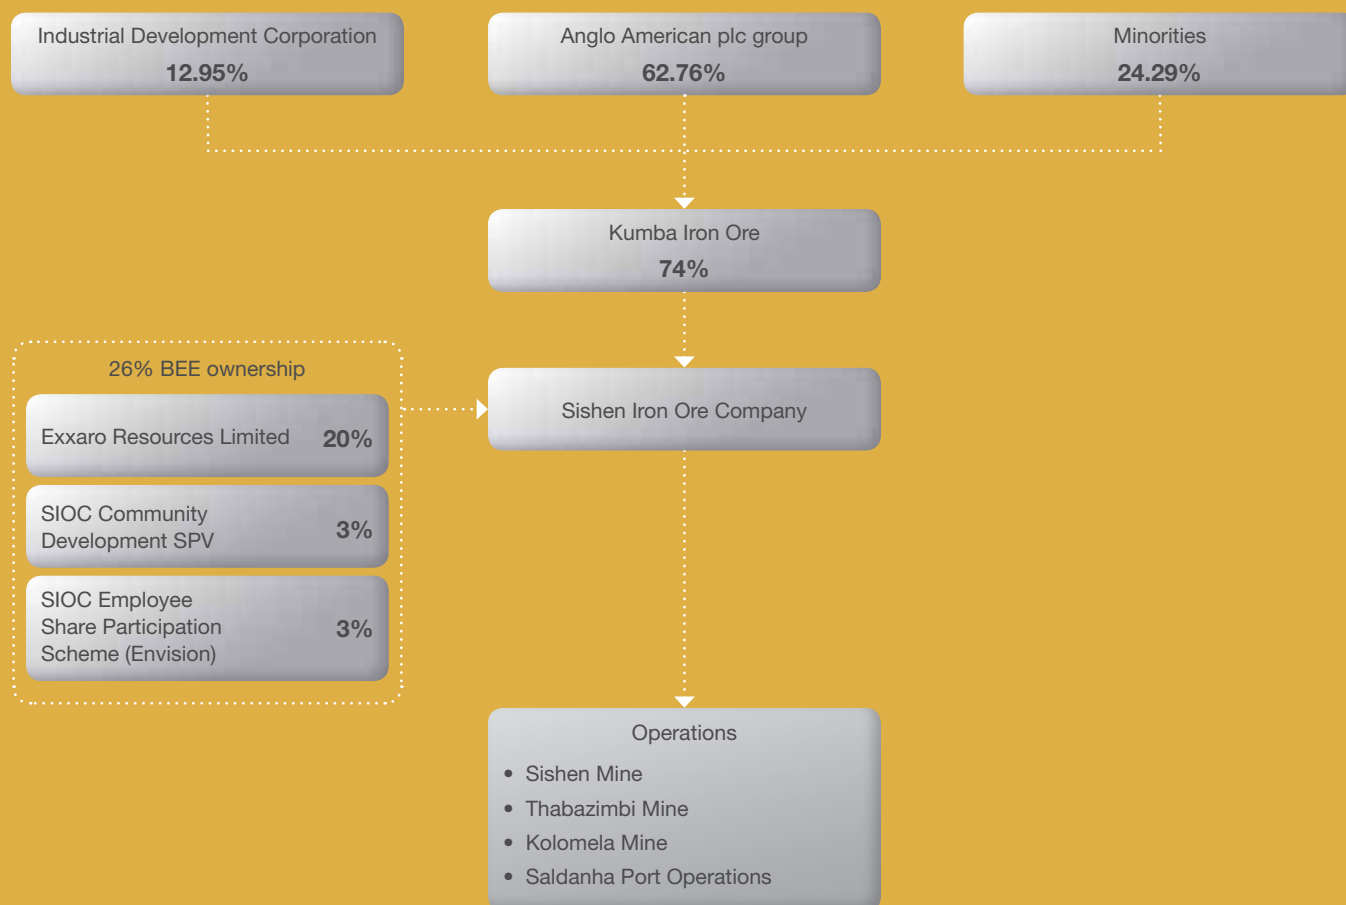 Industrial Development Corporation
12.95%
Anglo American plc group
62.76%
Minorities
24.29%
Kumba Iron Ore
74%
26% BEE ownership
Exxaro Resources Limited 20%
SIOC Community
Development SPV 3%
SIOC Employee
Share Participation 3%
Scheme (Envision)
Sishen Iron Ore Company
Operations
• Sishen Mine
• Thabazimbi Mine
• Kolomela Mine
• Saldanha Port Operations